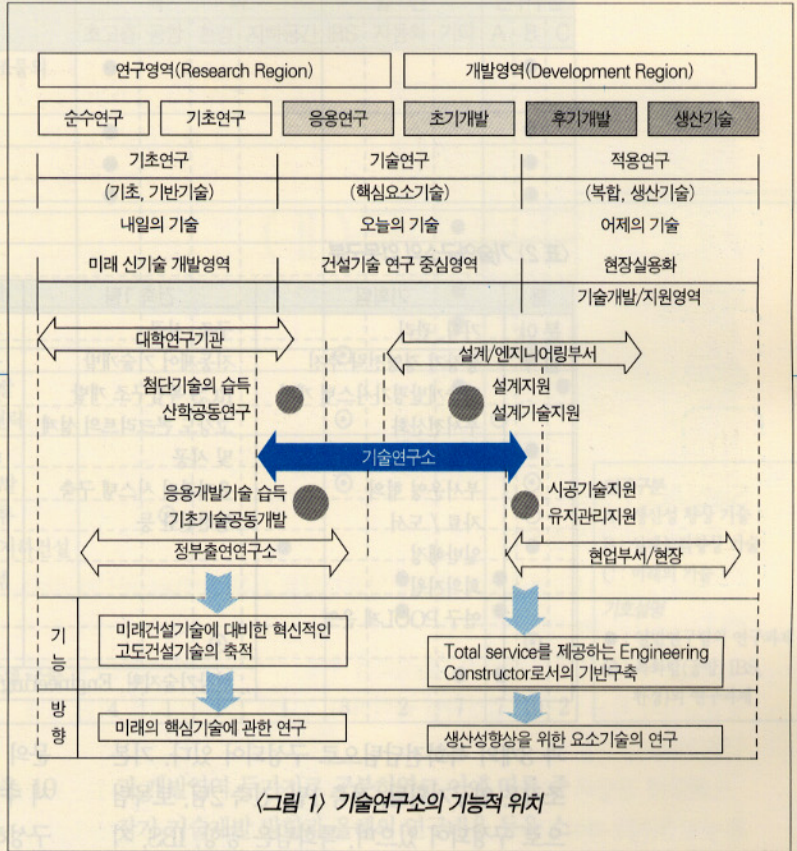 연구영역(Research Region) 개발영역(Development Region)
순수연구 기초연구 응용연구 초기개발 후기개발 생산기술
기초연구 기술연구 적용연구
(기초, 기반기술) (핵심요소기술) (복합, 생산기술)
내일의 기술 오늘의 기술 어제의 기술
미래 신기술 개발영역 건설기술 연구 중심영역 현장실용화
기술개발/지원영역
대학연구기관
설계/엔지니어링부서
첨단기술의 습득 설계지원
산학공동연구 설계기술지원
기술연구소
응용개발기술 습득 시공기술지원
기초기술공동개발 유지관리지원
정부출연연구소 현업부서/현장
기능
방향
미래건설기술에 대비한 혁신적인
고도건설기술의 축적
Total service를 제공하는 Engineering
Constructor로서의 기반구축
미래의 핵심기술에 관한 연구
생산성향상을 위한 요소기술의 연구
〈그림 1〉 기술연구소의 기능적 위치